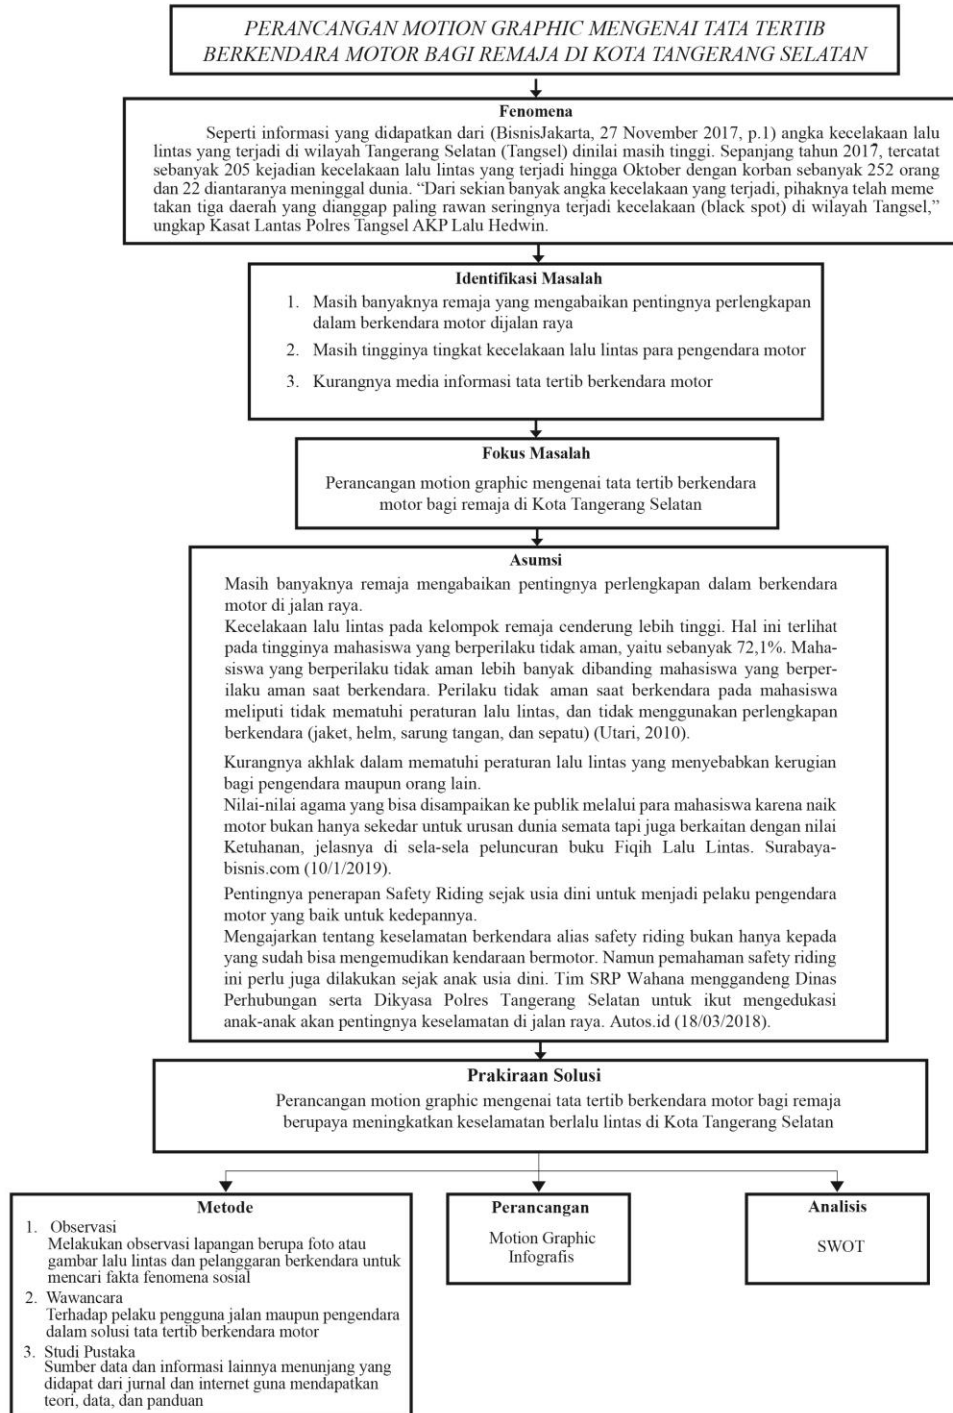 PERANCANGAN MOTION GRAPHIC MENGENAI TATA TERTIB
BERKENDARA MOTOR BAGI REMAJA DI KOTA TANGERANG SELATAN
Fenomena
Seperti informasi yang didapatkan dari (BisnisJakarta, 27 November 2017, p.1) angka kecelakaan lalu
lintas yang terjadi di wilayah Tangerang Selatan (Tangsel) dinilai masih tinggi. Sepanjang tahun 2017, tercatat
sebanyak 205 kejadian kecelakaan lalu lintas yang terjadi hingga Oktober dengan korban sebanyak 252 orang
dan 22 diantaranya meninggal dunia. “Dari sekian banyak angka kecelakaan yang terjadi, pihaknya telah meme
takan tiga daerah yang dianggap paling rawan seringnya terjadi kecelakaan (black spot) di wilayah Tangsel,”
ungkap Kasat Lantas Polres Tangsel AKP Lalu Hedwin.
Identifikasi Masalah
1. Masih banyaknya remaja yang mengabaikan pentingnya perlengkapan
dalam berkendara motor dijalan raya
2. Masih tingginya tingkat kecelakaan lalu lintas para pengendara motor
3. Kurangnya media informasi tata tertib berkendara motor
Fokus Masalah
Perancangan motion graphic mengenai tata tertib berkendara
motor bagi remaja di Kota Tangerang Selatan
Asumsi
Masih banyaknya remaja mengabaikan pentingnya perlengkapan dalam berkendara
motor di jalan raya.
Kecelakaan lalu lintas pada kelompok remaja cenderung lebih tinggi. Hal ini terlihat
pada tingginya mahasiswa yang berperilaku tidak aman, yaitu sebanyak 72,1%. Maha-
siswa yang berperilaku tidak aman lebih banyak dibanding mahasiswa yang berper-
ilaku aman saat berkendara. Perilaku tidak aman saat berkendara pada mahasiswa
meliputi tidak mematuhi peraturan lalu lintas, dan tidak menggunakan perlengkapan
berkendara (jaket, helm, sarung tangan, dan sepatu) (Utari, 2010).
Kurangnya akhlak dalam mematuhi peraturan lalu lintas yang menyebabkan kerugian
bagi pengendara maupun orang lain.
Nilai-nilai agama yang bisa disampaikan ke publik melalui para mahasiswa karena naik
motor bukan hanya sekedar untuk urusan dunia semata tapi juga berkaitan dengan nilai
Ketuhanan, jelasnya di sela-sela peluncuran buku Fiqih Lalu Lintas. Surabaya-
bisnis.com (10/1/2019).
Pentingnya penerapan Safety Riding sejak usia dini untuk menjadi pelaku pengendara
motor yang baik untuk kedepannya.
Mengajarkan tentang keselamatan berkendara alias safety riding bukan hanya kepada
yang sudah bisa mengemudikan kendaraan bermotor. Namun pemahaman safety riding
ini perlu juga dilakukan sejak anak usia dini. Tim SRP Wahana menggandeng Dinas
Perhubungan serta Dikyasa Polres Tangerang Selatan untuk ikut mengedukasi
anak-anak akan pentingnya keselamatan di jalan raya. Autos.id (18/03/2018).
Prakiraan Solusi
Perancangan motion graphic mengenai tata tertib berkendara motor bagi remaja
berupaya meningkatkan keselamatan berlalu lintas di Kota Tangerang Selatan
Metode
1. Observasi
Melakukan observasi lapangan berupa foto atau
gambar lalu lintas dan pelanggaran berkendara untuk
mencari fakta fenomena sosial
2. Wawancara
Terhadap pelaku pengguna jalan maupun pengendara
dalam solusi tata tertib berkendara motor
3. Studi Pustaka
Sumber data dan informasi lainnya menunjang yang
didapat dari jurnal dan internet guna mendapatkan
teori, data, dan panduan
Perancangan
Motion Graphic
Infografis
Analisis
SWOT